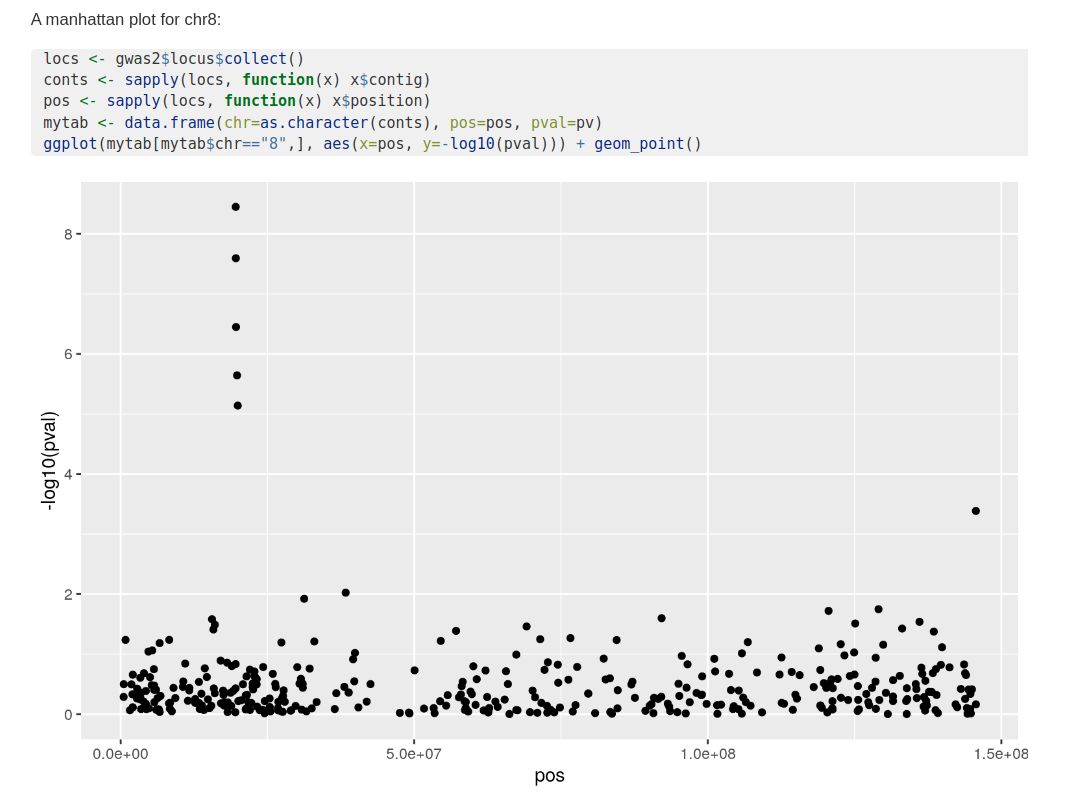 A manhattan plot for chr8:
locs <- gwas2$locus$collect()
conts <- sapply(locs, function(x) x$contig)
pos <- sapply(locs, function(x) x$position)
mytab <- data.frame(chr=as.character(conts), pos=pos, pval=pv)
ggplot(mytab[mytab$chr=="8",], aes(x=pos, y=-log10(pval))) + geom_point()
8
6
4
2
0
-log10(pval)
0.0e+00 5.0e+07 1.0e+08 1.5e+08
pos